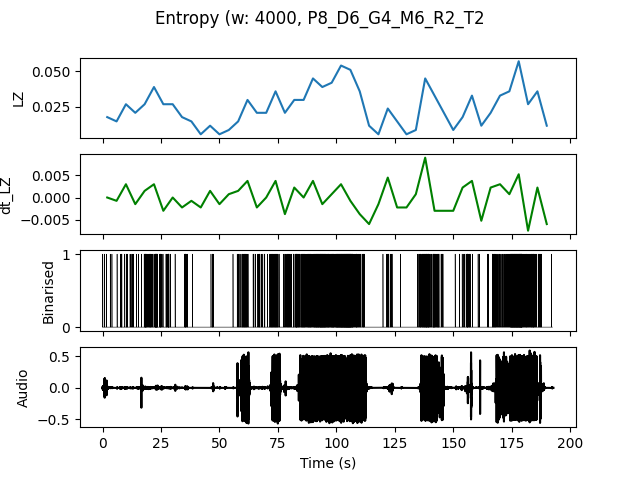 Entropy (w: 4000, P8_D6_G4_M6_R2_T2
0.050
0.025
LZ
0.005
0.000
−0.005
dt_LZ
1
0
Binarised
0.5
0.0
−0.5
Audio
0 25 50 75 100 125 150 175 200
Time (s)